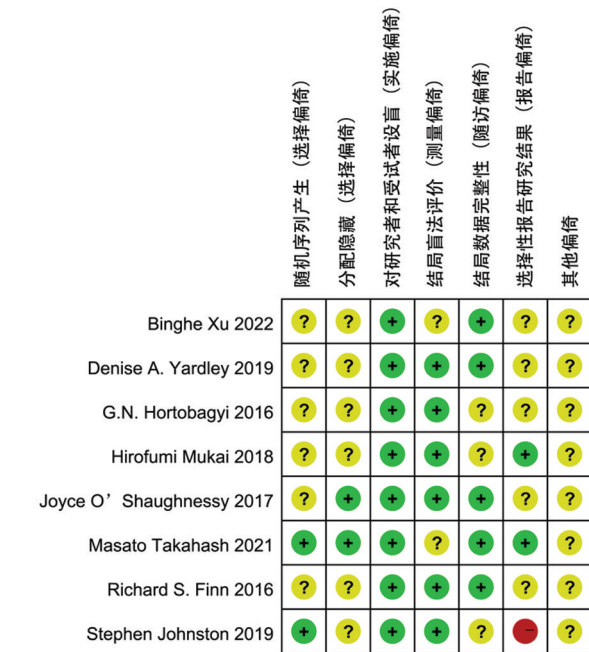 随机序列产生（选择偏倚）
分配隐藏（选择偏倚）
对研究者和受试者设盲（实施偏倚）
结局盲法评价（测量偏倚）
结局数据完整性（随访偏倚）
选择性报告研究结果（报告偏倚）
其他偏倚
Binghe Xu 2022 ? ? + ? + ? ?
Denise A. Yardley 2019 ? ? + + + ? ?
G.N. Hortobagyi 2016 ? ? + + ? ? ?
Hirofumi Mukai 2018 ? ? + + ? + ?
Joyce O’Shaughnessy 2017 ? + + + + ? ?
Masato Takahash 2021 + + + ? + + ?
Richard S. Finn 2016 ? ? + + + ? ?
Stephen Johnston 2019 + ? + + ? − ?